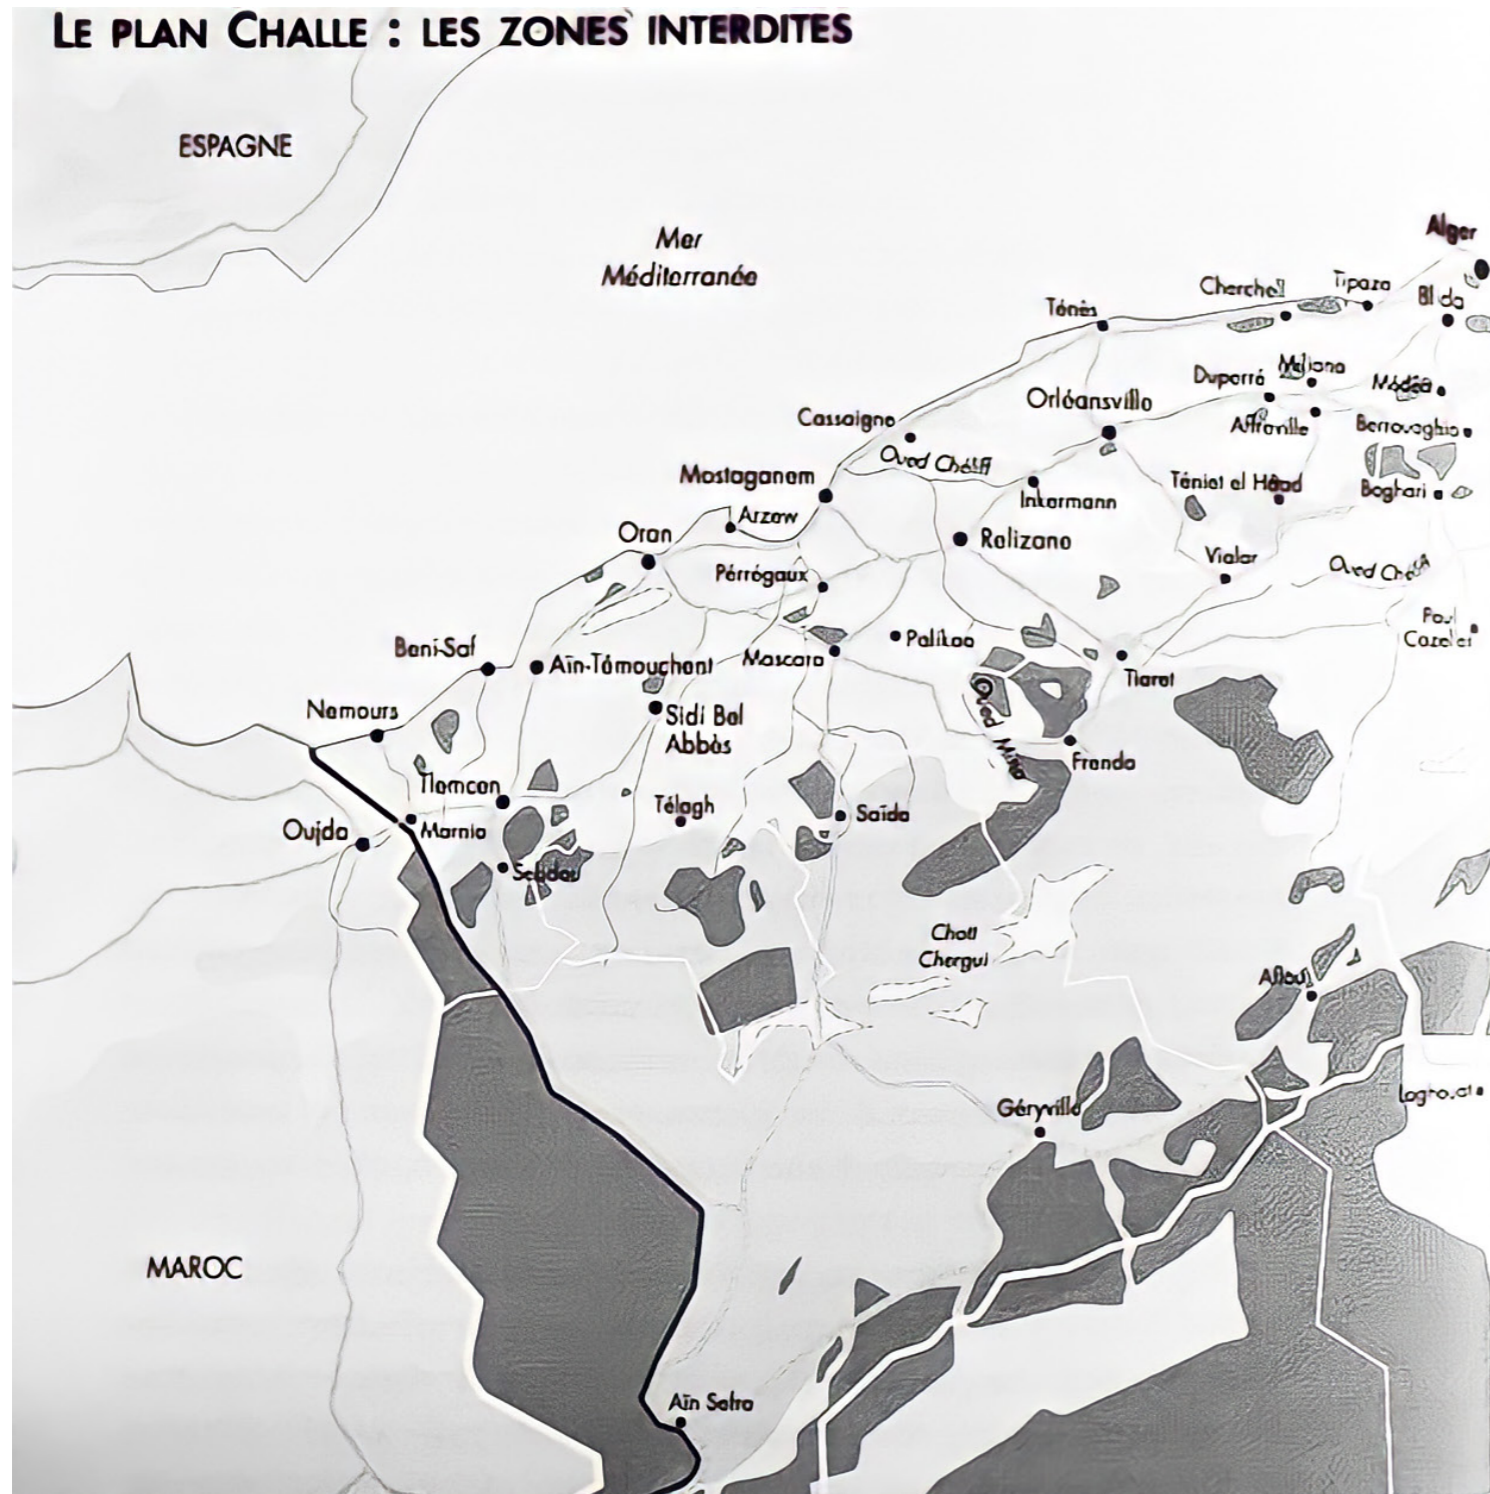 LE PLAN CHALLE : LES ZONES INTERDITES
ESPAGNE
Mer
Méditerranée
Alger
Tipaza
Cherchell
Blida
Ténès
Miliana
Duperré
Médéa
Orléansville
Affreville
Berrouaghia
Cassaigne
Oued Chéliff
Mostaganem
Téniet el Hâad
Boghari
Inkermann
Arzew
Oran
Relizane
Vialar
Pérrégaux
Paul
Cazelles
Palikao
Beni-Saf
Aïn-Témouchent
Mascara
Tiaret
Oued Mina
Nemours
Sidi Bel
Abbès
Frenda
Tlemcen
Télagh
Saïda
Oujda
Marnia
Sebdou
Chott
Chergui
Aflou
Laghouat
Géryville
MAROC
Aïn Sefra